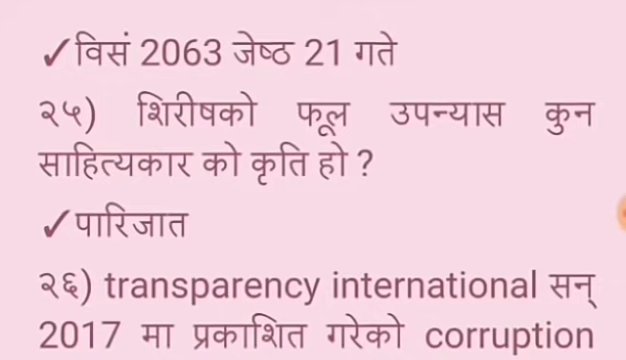 ✓विसं 2063 जेष्ठ 21 गते
२५) शिरीषको फूल उपन्यास कुन
साहित्यकार को कृति हो ?
✓पारिजात
२६) transparency international सन्
2017 मा प्रकाशित गरेको corruption